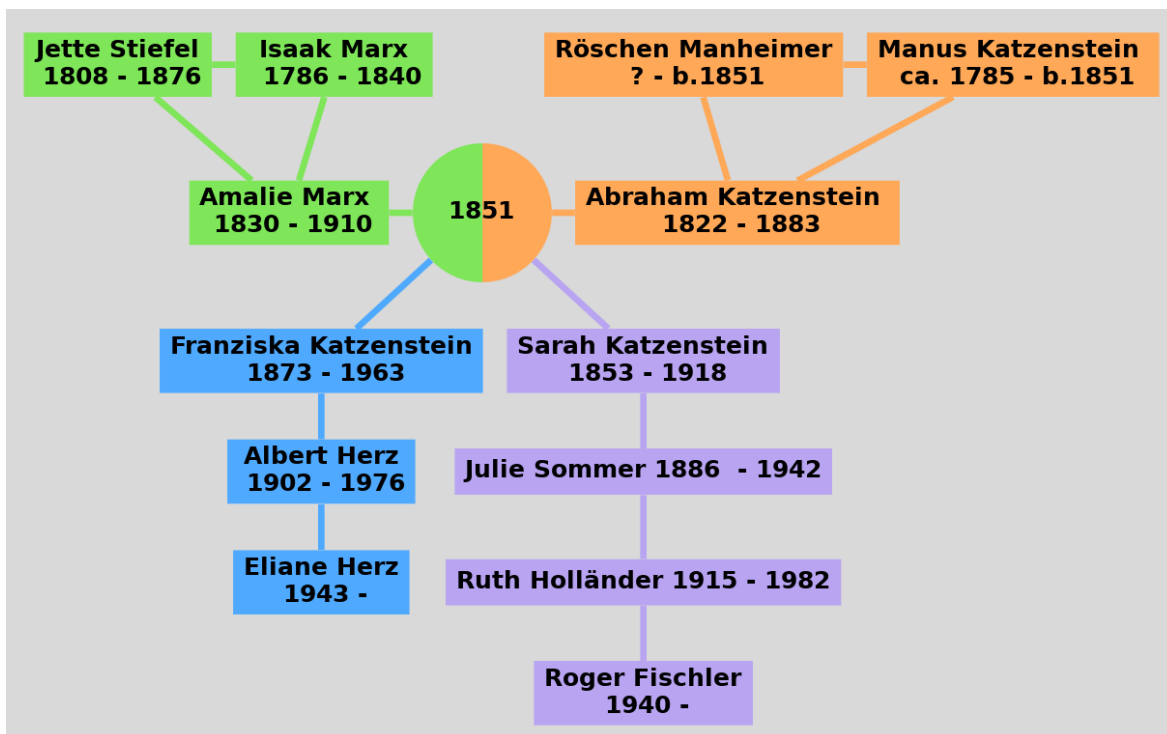 Jette Stiefel
1808 - 1876
Isaak Marx
1786 - 1840
Röschen Manheimer
? - b.1851
Manus Katzenstein
ca. 1785 - b.1851
Amalie Marx
1830 - 1910
1851
Abraham Katzenstein
1822 - 1883
Franziska Katzenstein
1873 - 1963
Sarah Katzenstein
1853 - 1918
Albert Herz
1902 - 1976
Julie Sommer 1886  - 1942
Eliane Herz
1943 -
Ruth Holländer 1915 - 1982
Roger Fischler
1940 -